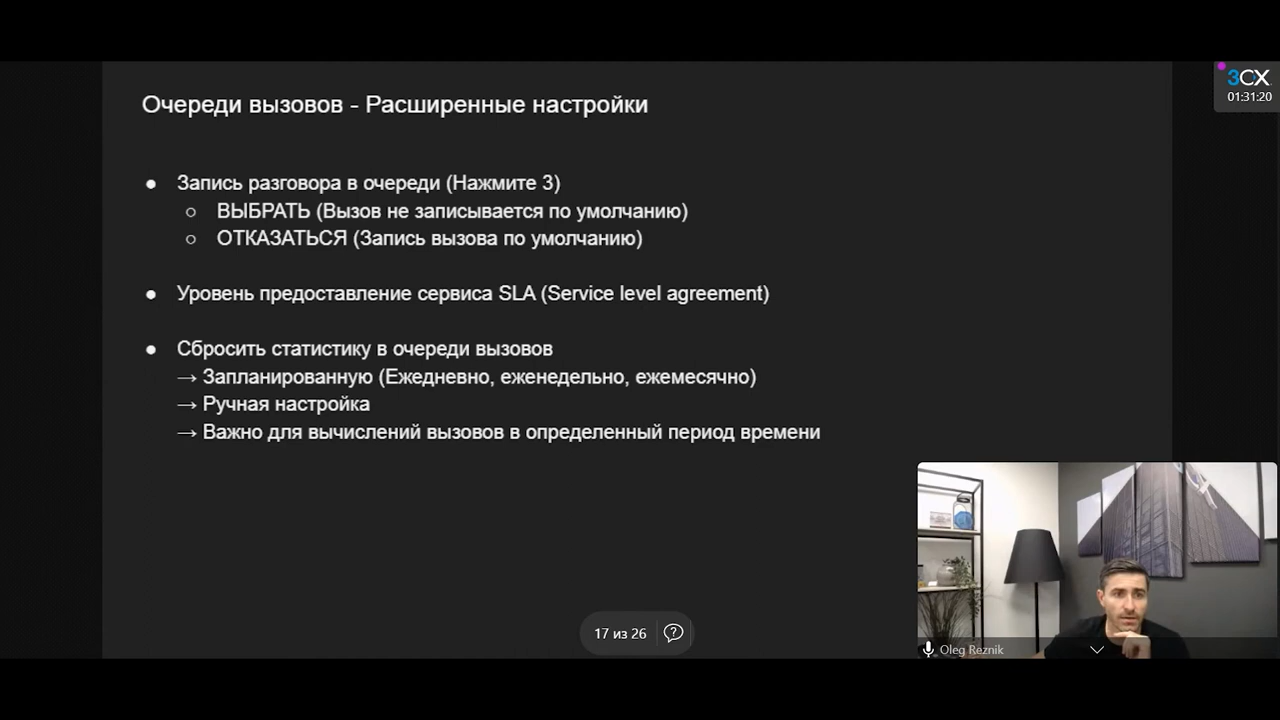 Очереди вызовов - Расширенные настройки
3CX
01:31:20
● Запись разговора в очереди (Нажмите 3)
○ ВЫБРАТЬ (Вызов не записывается по умолчанию)
○ ОТКАЗАТЬСЯ (Запись вызова по умолчанию)
● Уровень предоставление сервиса SLA (Service level agreement)
● Сбросить статистику в очереди вызовов
→ Запланированную (Ежедневно, еженедельно, ежемесячно)
→ Ручная настройка
→ Важно для вычислений вызовов в определенный период времени
17 из 26
Oleg Reznik